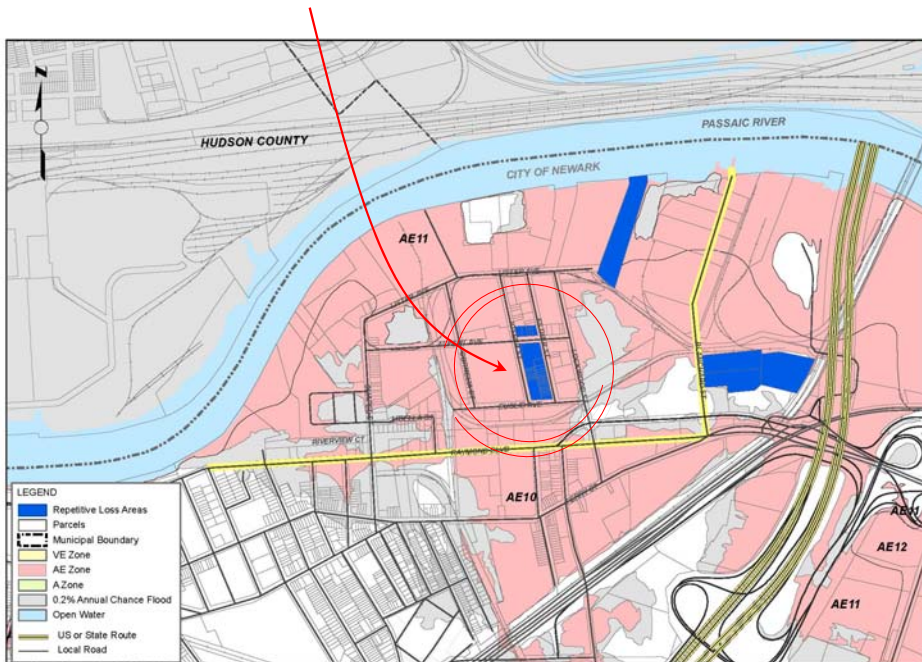 N
HUDSON COUNTY
PASSAIC RIVER
CITY OF NEWARK
AE11
RIVERVIEW CT
RAYMOND BLVD
AE10
AE11
AE12
AE11
LEGEND
Repetitive Loss Areas
Parcels
Municipal Boundary
VE Zone
AE Zone
A Zone
0.2% Annual Chance Flood
Open Water
US or State Route
Local Road